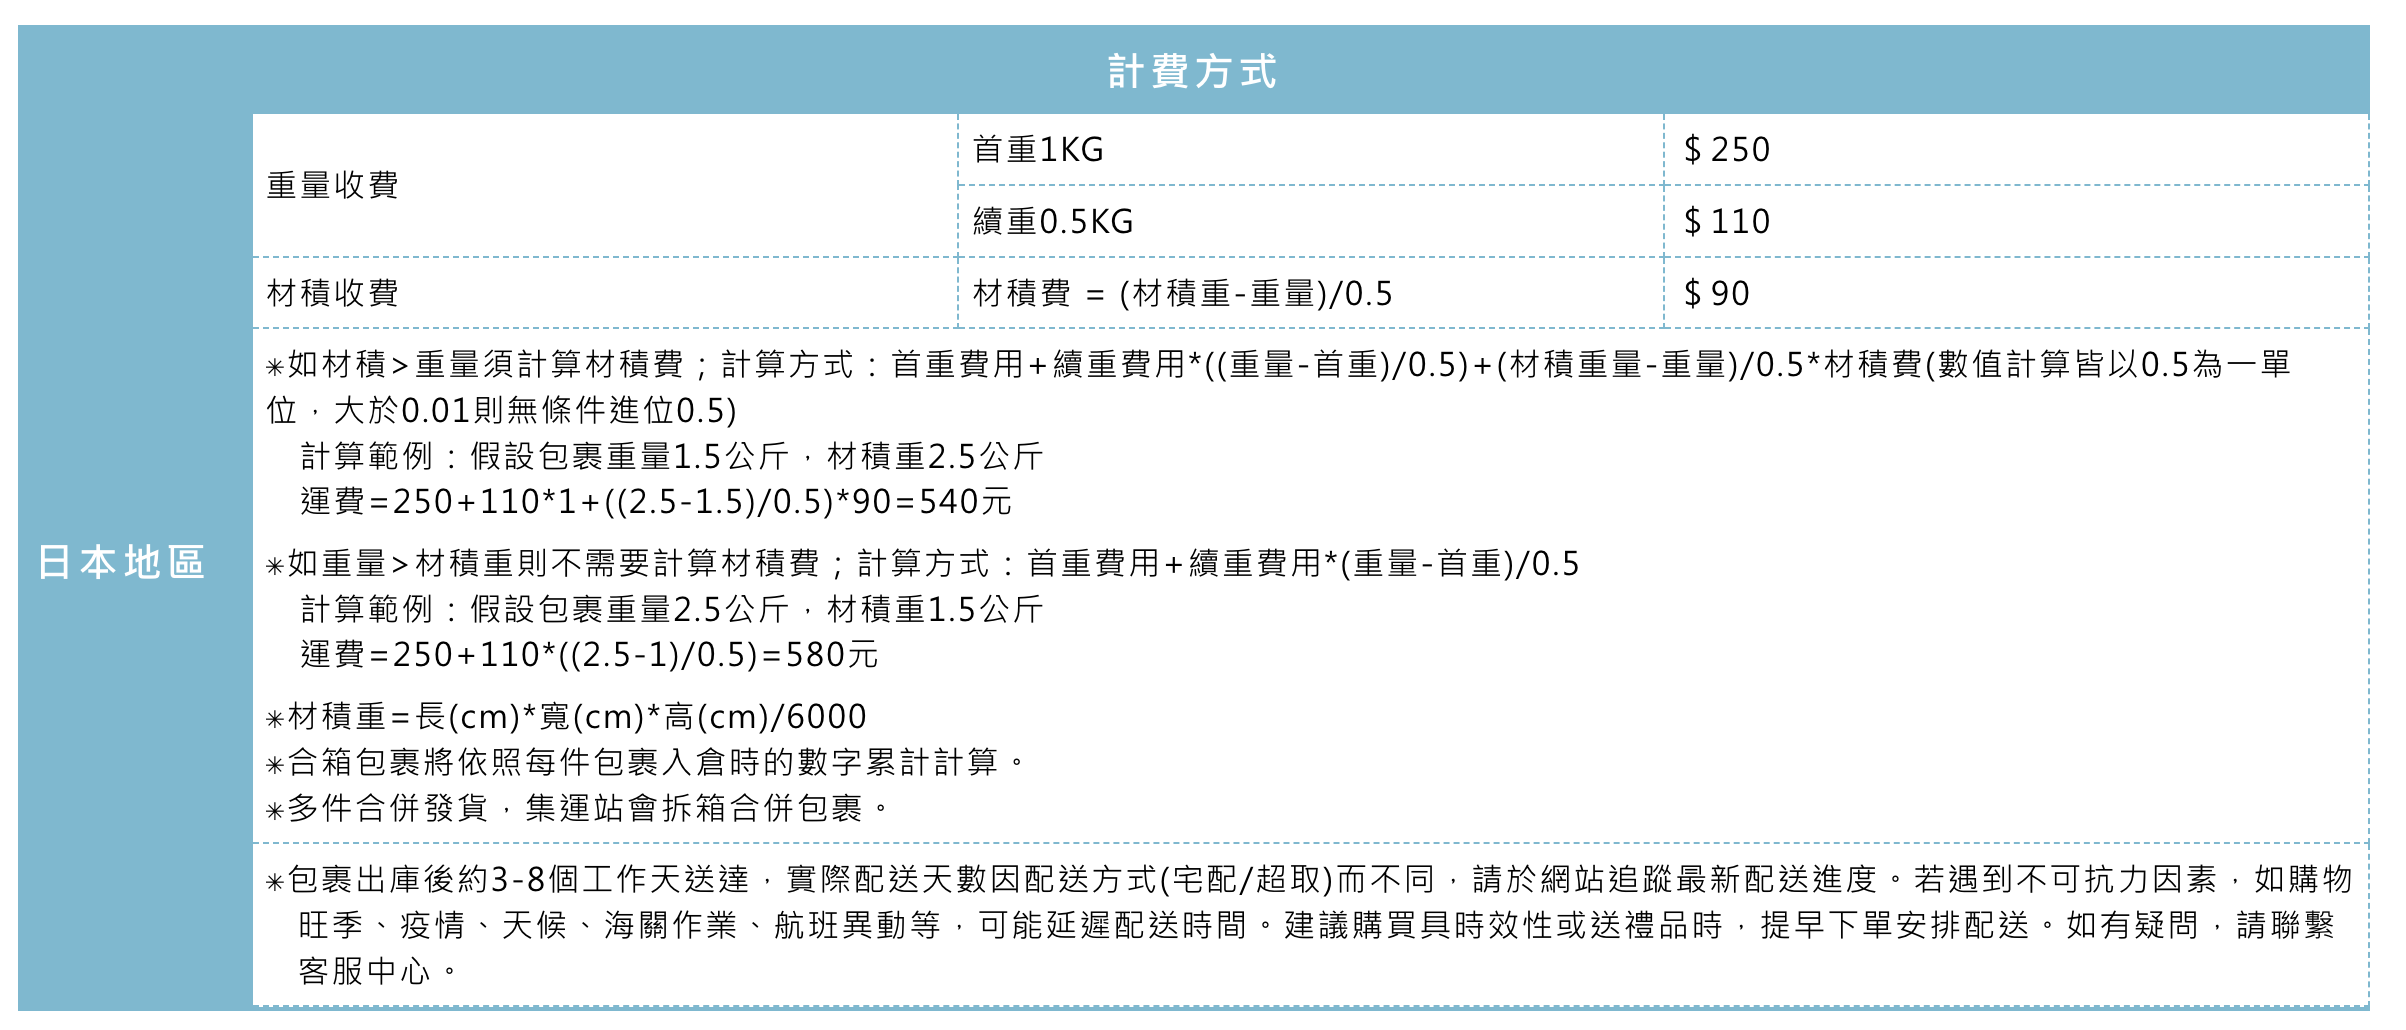 計費方式
日本地區
重量收費
首重1KG
$ 250
續重0.5KG
$ 110
材積收費
材積費 = (材積重-重量)/0.5
$ 90
✳如材積>重量須計算材積費；計算方式：首重費用+續重費用*((重量-首重)/0.5)+(材積重量-重量)/0.5*材積費(數值計算皆以0.5為一單
位，大於0.01則無條件進位0.5)
計算範例：假設包裹重量1.5公斤，材積重2.5公斤
運費=250+110*1+((2.5-1.5)/0.5)*90=540元
✳如重量>材積重則不需要計算材積費；計算方式：首重費用+續重費用*(重量-首重)/0.5
計算範例：假設包裹重量2.5公斤，材積重1.5公斤
運費=250+110*((2.5-1)/0.5)=580元
✳材積重=長(cm)*寬(cm)*高(cm)/6000
✳合箱包裹將依照每件包裹入倉時的數字累計計算。
✳多件合併發貨，集運站會拆箱合併包裹。
✳包裹出庫後約3-8個工作天送達，實際配送天數因配送方式(宅配/超取)而不同，請於網站追蹤最新配送進度。若遇到不可抗力因素，如購物
旺季、疫情、天候、海關作業、航班異動等，可能延遲配送時間。建議購買具時效性或送禮品時，提早下單安排配送。如有疑問，請聯繫
客服中心。